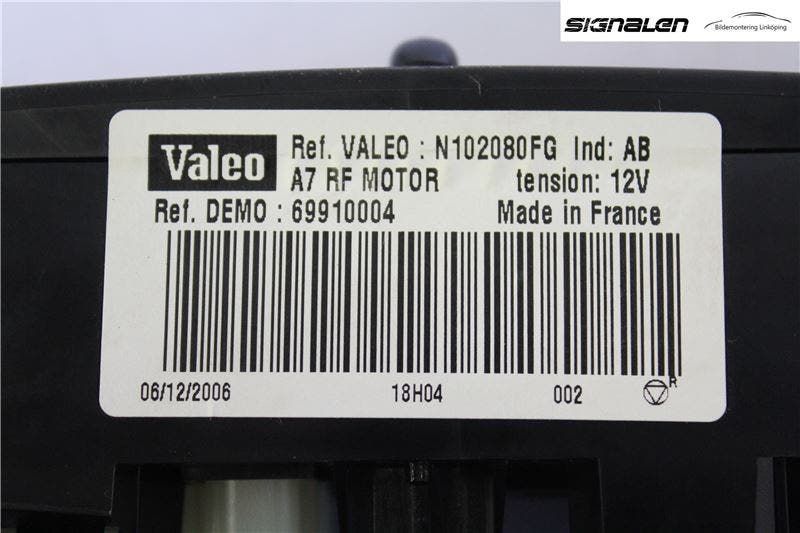 SIGNALEN
Bildemontering Linköping
Valeo
Ref. VALEO : N102080FG Ind: AB
A7 RF MOTOR tension: 12V
Ref. DEMO : 69910004 Made in France
06/12/2006 18H04 002 R